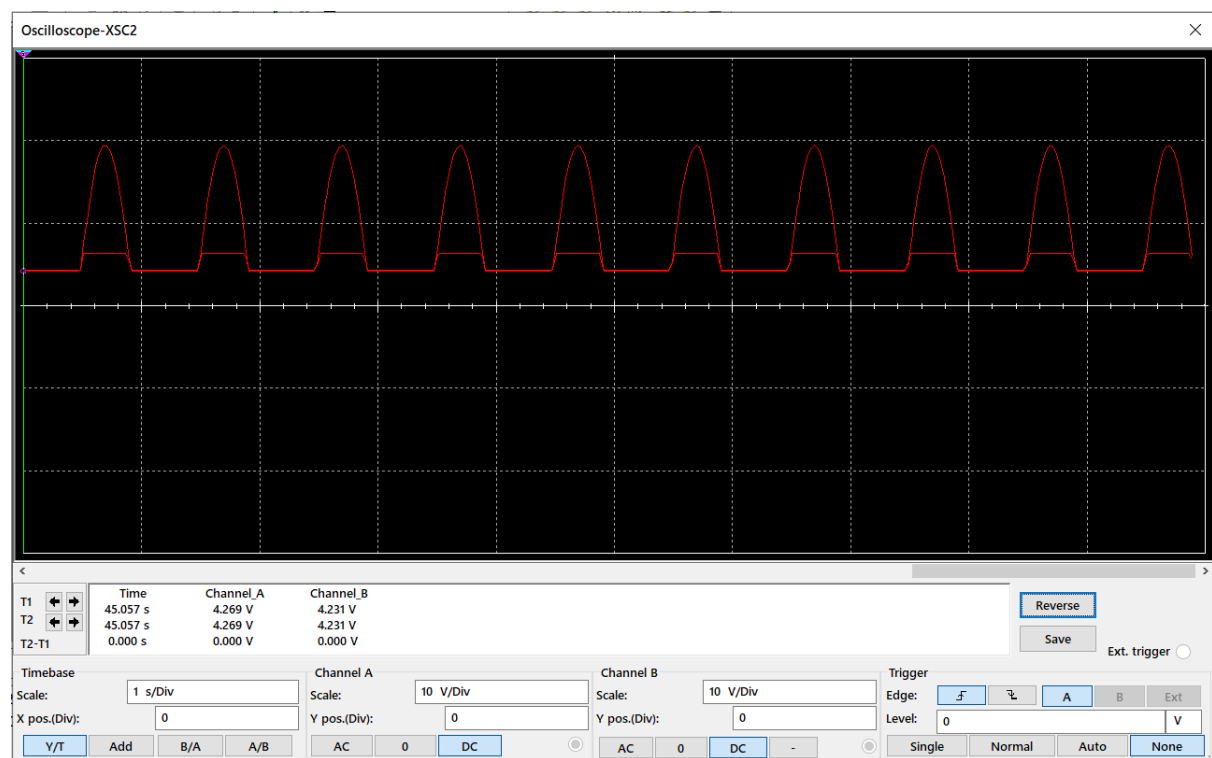 Oscilloscope-XSC2
Time Channel_A Channel_B
T1 45.057 s 4.269 V 4.231 V
T2 45.057 s 4.269 V 4.231 V
T2-T1 0.000 s 0.000 V 0.000 V
Reverse
Save
Ext. trigger
Timebase
Scale: 1 s/Div
X pos.(Div): 0
Y/T Add B/A A/B
Channel A
Scale: 10 V/Div
Y pos.(Div): 0
AC 0 DC
Channel B
Scale: 10 V/Div
Y pos.(Div): 0
AC 0 DC -
Trigger
Edge: A B Ext
Level: 0 V
Single Normal Auto None